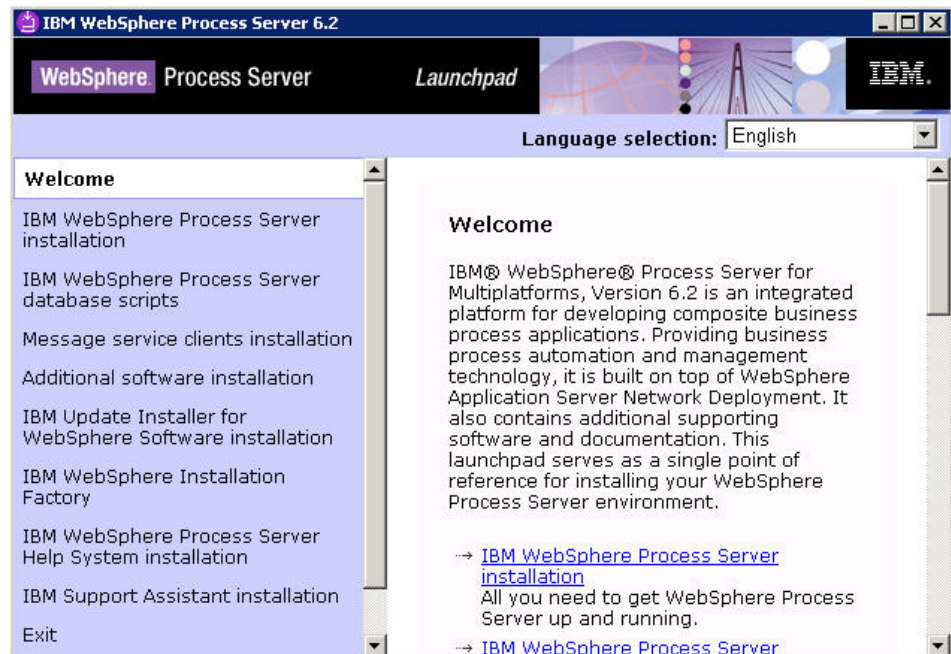 IBM WebSphere Process Server 6.2
WebSphere. Process Server
Launchpad
IBM.
Language selection: English
Welcome
IBM WebSphere Process Server
installation
IBM WebSphere Process Server
database scripts
Message service clients installation
Additional software installation
IBM Update Installer for
WebSphere Software installation
IBM WebSphere Installation
Factory
IBM WebSphere Process Server
Help System installation
IBM Support Assistant installation
Exit
Welcome
IBM® WebSphere® Process Server for
Multiplatforms, Version 6.2 is an integrated
platform for developing composite business
process applications. Providing business
process automation and management
technology, it is built on top of WebSphere
Application Server Network Deployment. It
also contains additional supporting
software and documentation. This
launchpad serves as a single point of
reference for installing your WebSphere
Process Server environment.
IBM WebSphere Process Server
installation
All you need to get WebSphere Process
Server up and running.
IBM WebSphere Process Server